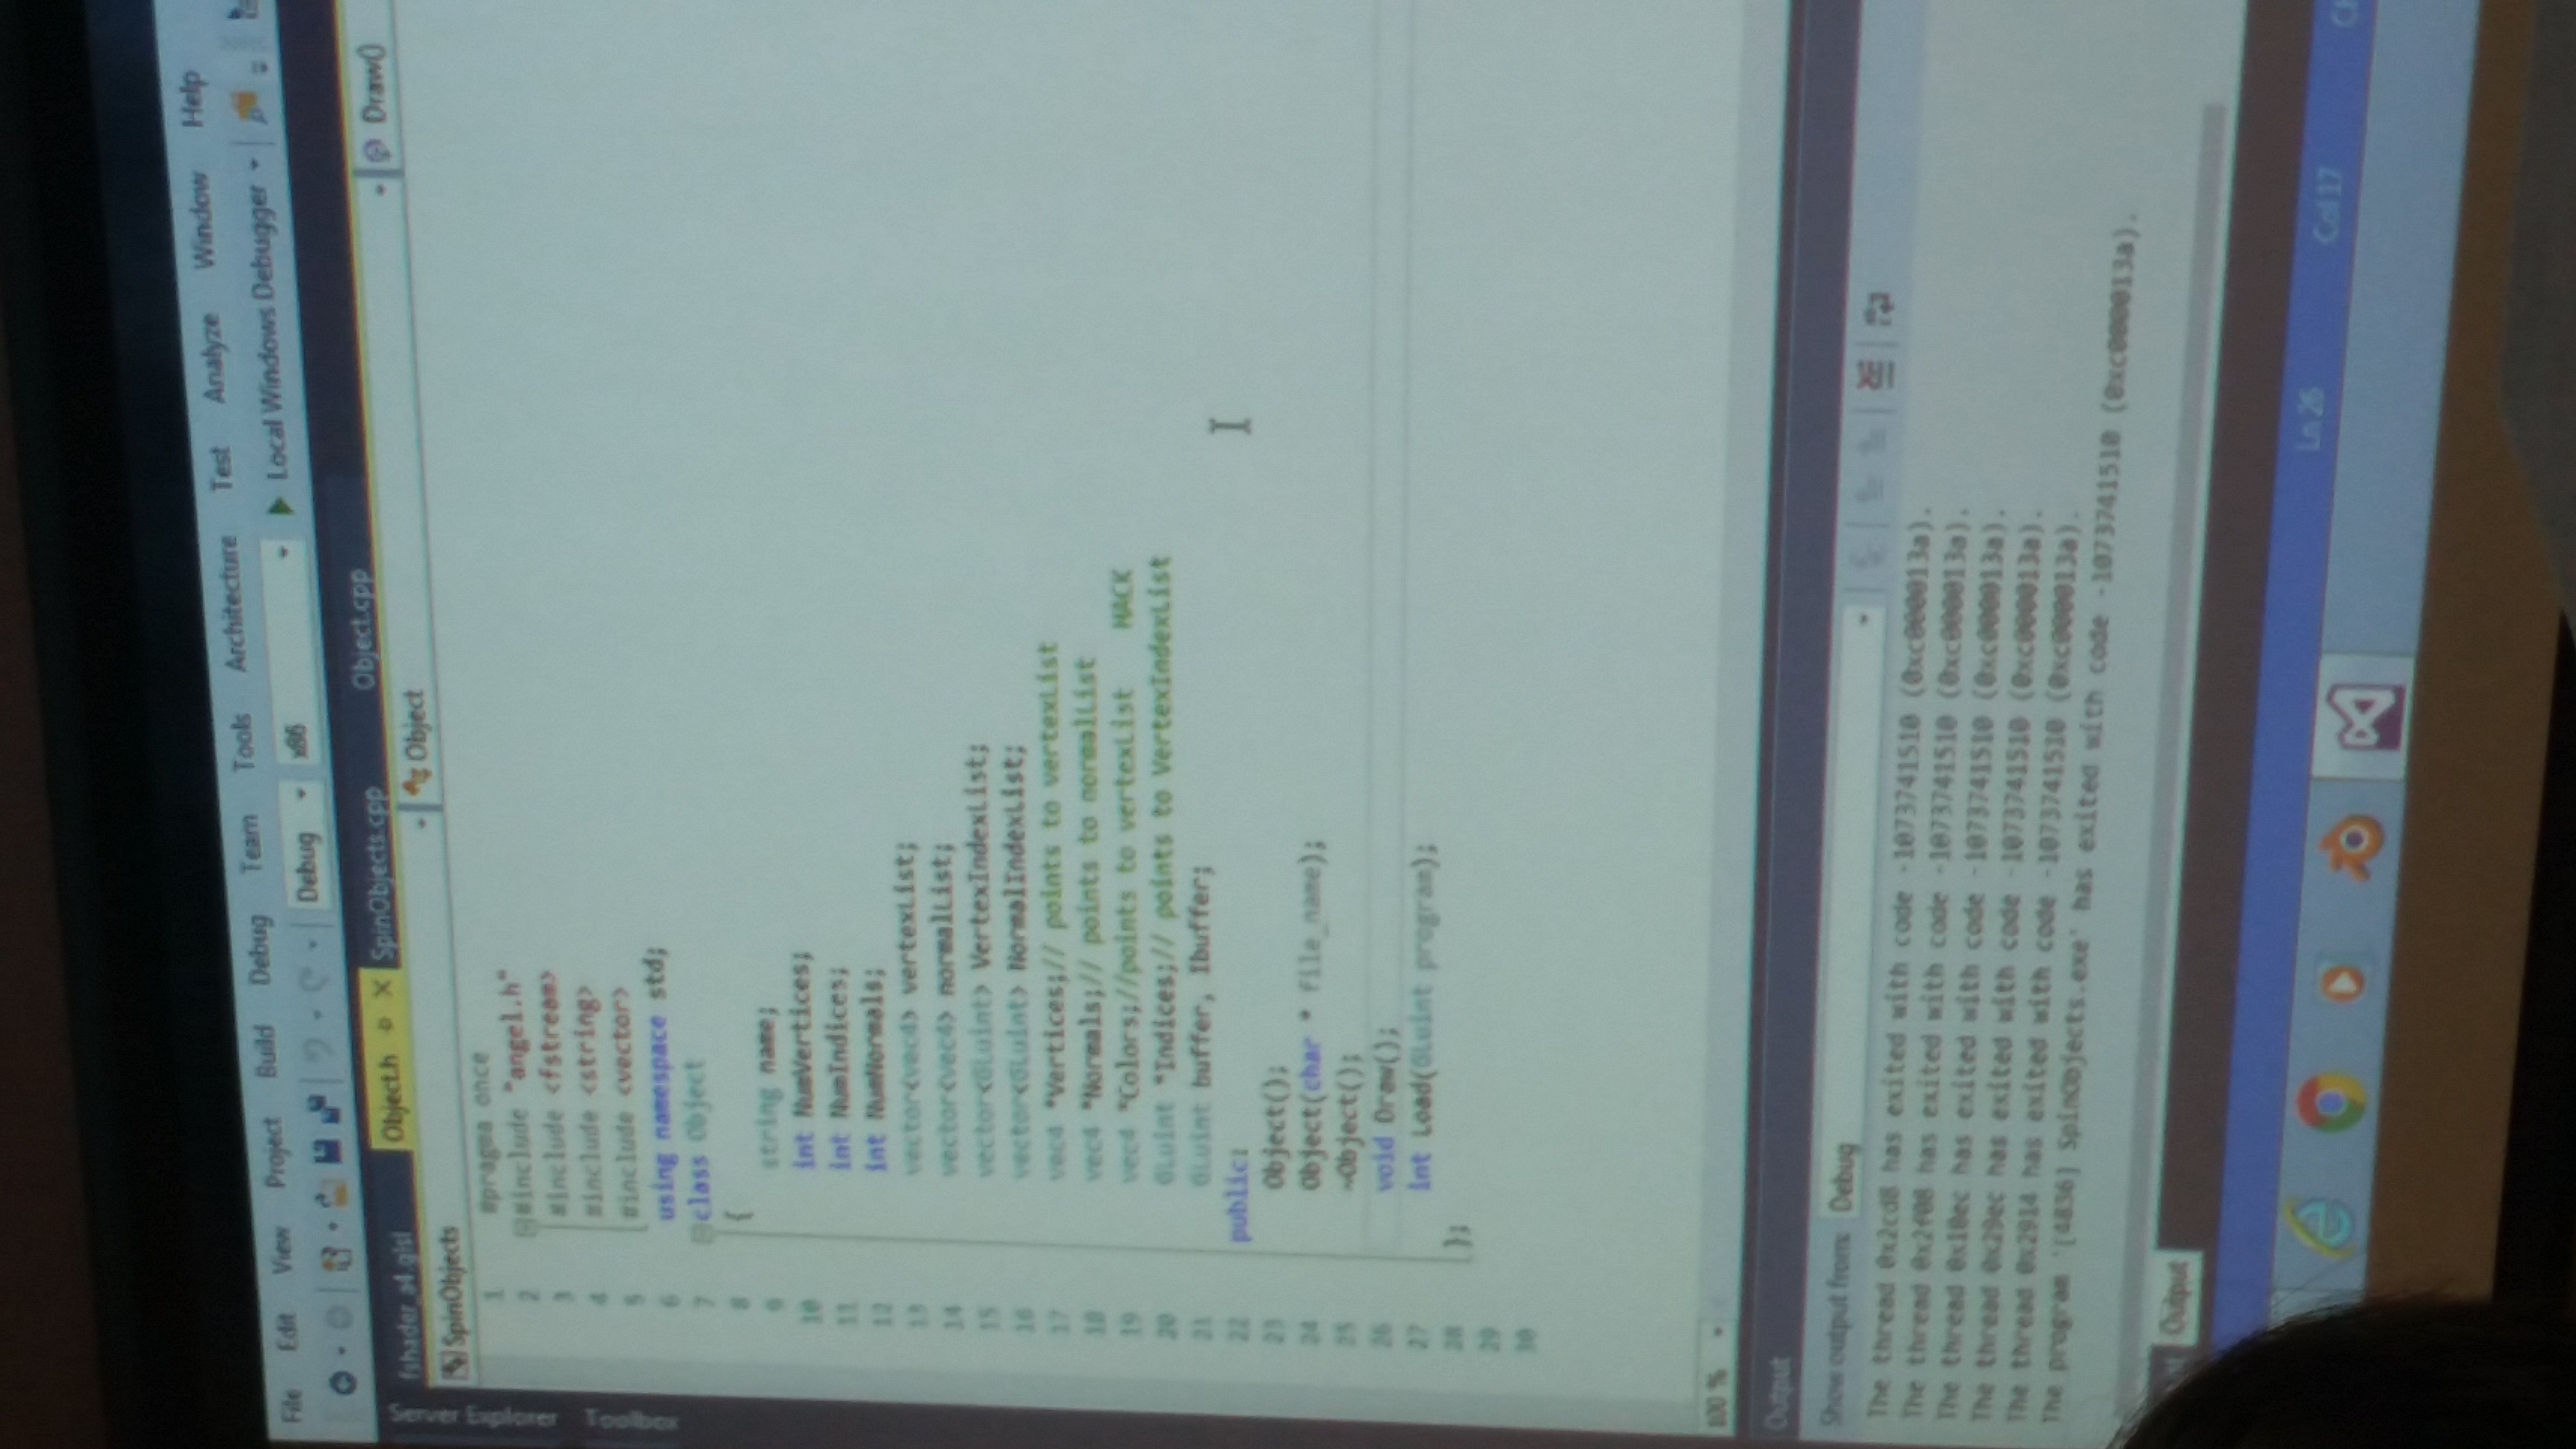 File Edit View Project Build Debug Team Tools Architecture Test Analyze Window Help
Debug x86 Local Windows Debugger
fshader_a4.glsl Object.h SpinObjects.cpp Object.cpp
SpinObjects Object Draw()
Server Explorer
Toolbox
1 #pragma once
2 #include "angel.h"
3 #include <fstream>
4 #include <string>
5 #include <vector>
6 using namespace std;
7 class Object
8 {
9 string name;
10 int NumVertices;
11 int NumIndices;
12 int NumNormals;
13 vector<vec4> vertexList;
14 vector<vec4> normalList;
15 vector<GLuint> VertexIndexList;
16 vector<GLuint> NormalIndexList;
17 vec4 *Vertices;// points to vertexList
18 vec4 *Normals;// points to normalList
19 vec4 *Colors;//points to vertexList HACK
20 GLuint *Indices;// points to VertexIndexList
21 GLuint buffer, Ibuffer;
22 public:
23 Object();
24 Object(char * file_name);
25 ~Object();
26 void Draw();
27 int Load(GLuint program);
28 };
29
30
100 %
Output
Show output from: Debug
The thread 0x2cd8 has exited with code -1073741510 (0xc000013a).
The thread 0x2f08 has exited with code -1073741510 (0xc000013a).
The thread 0x10ec has exited with code -1073741510 (0xc000013a).
The thread 0x29ec has exited with code -1073741510 (0xc000013a).
The thread 0x2914 has exited with code -1073741510 (0xc000013a).
The program '[4836] SpinObjects.exe' has exited with code -1073741510 (0xc000013a).
Output
Ln 26 Col 17